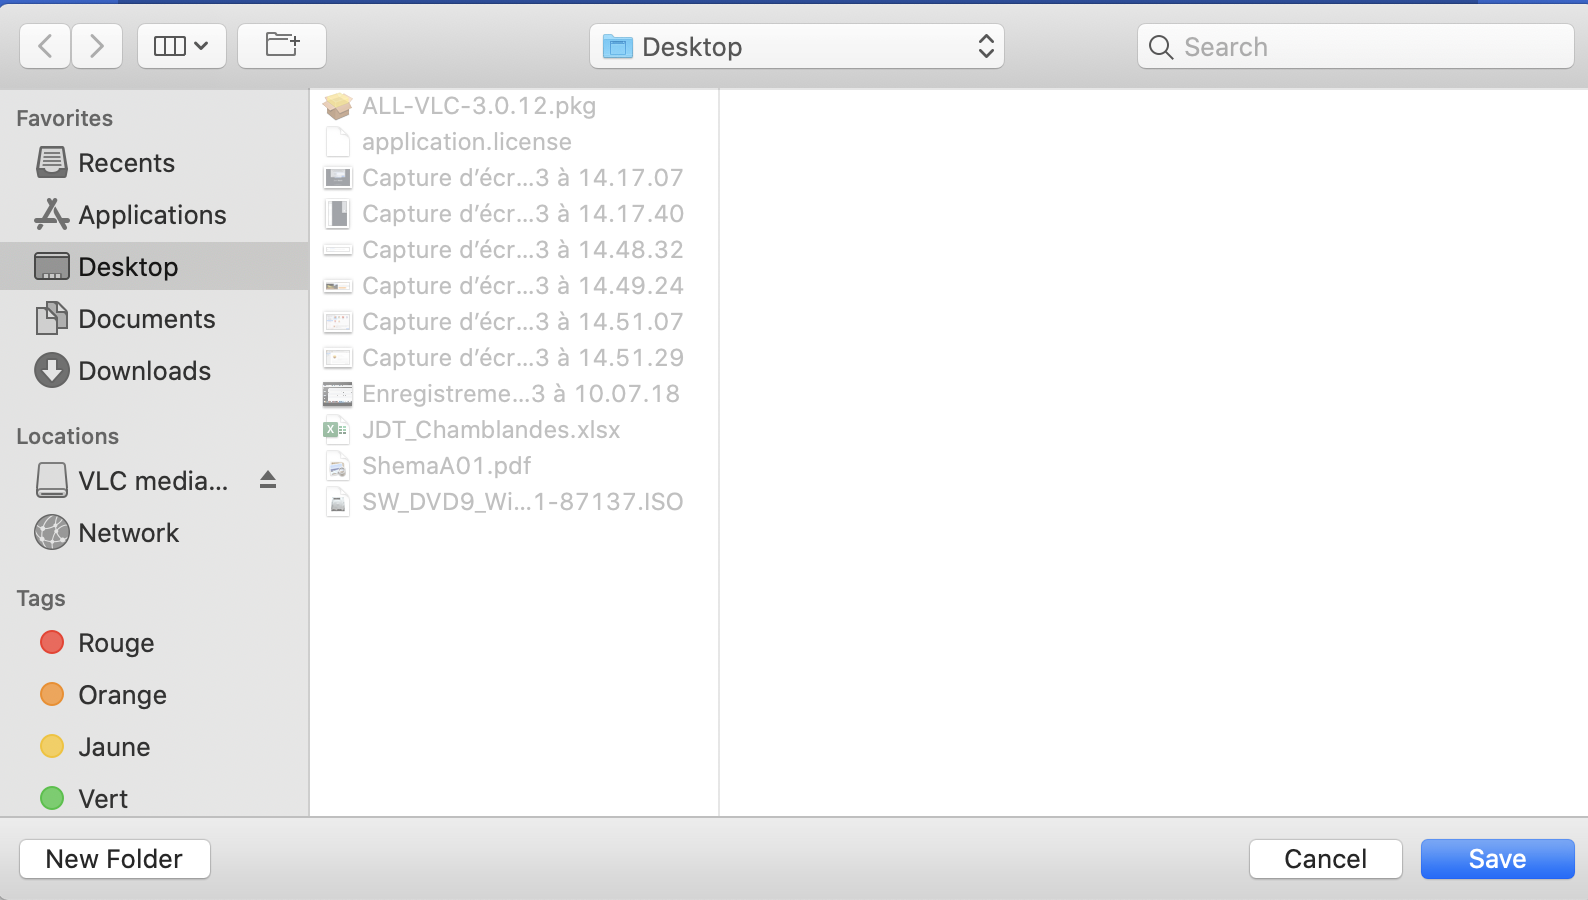 Desktop
Search
Favorites
Recents
Applications
Desktop
Documents
Downloads
Locations
VLC media...
Network
Tags
Rouge
Orange
Jaune
Vert
ALL-VLC-3.0.12.pkg
application.license
Capture d’écr...3 à 14.17.07
Capture d’écr...3 à 14.17.40
Capture d’écr...3 à 14.48.32
Capture d’écr...3 à 14.49.24
Capture d’écr...3 à 14.51.07
Capture d’écr...3 à 14.51.29
Enregistreme...3 à 10.07.18
JDT_Chamblandes.xlsx
ShemaA01.pdf
SW_DVD9_Wi...1-87137.ISO
New Folder
Cancel
Save